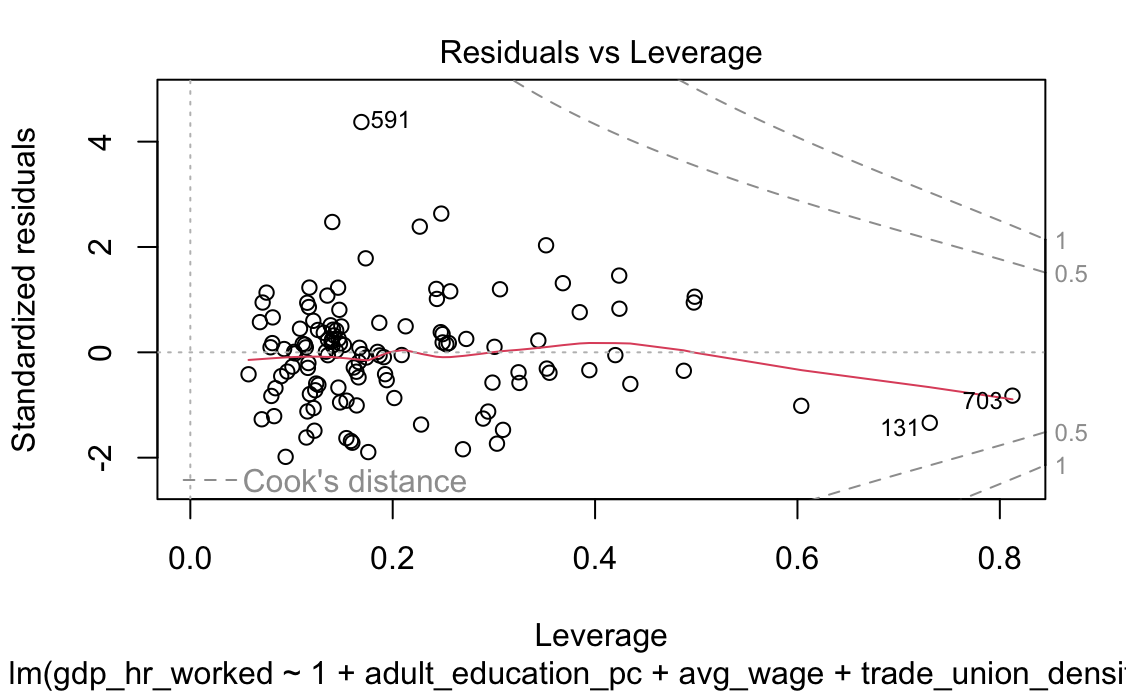 Residuals vs Leverage
Standardized residuals
4
2
0
-2
591
703
131
1
0.5
0.5
1
Cook's distance
0.0 0.2 0.4 0.6 0.8
Leverage
lm(gdp_hr_worked ~ 1 + adult_education_pc + avg_wage + trade_union_densi